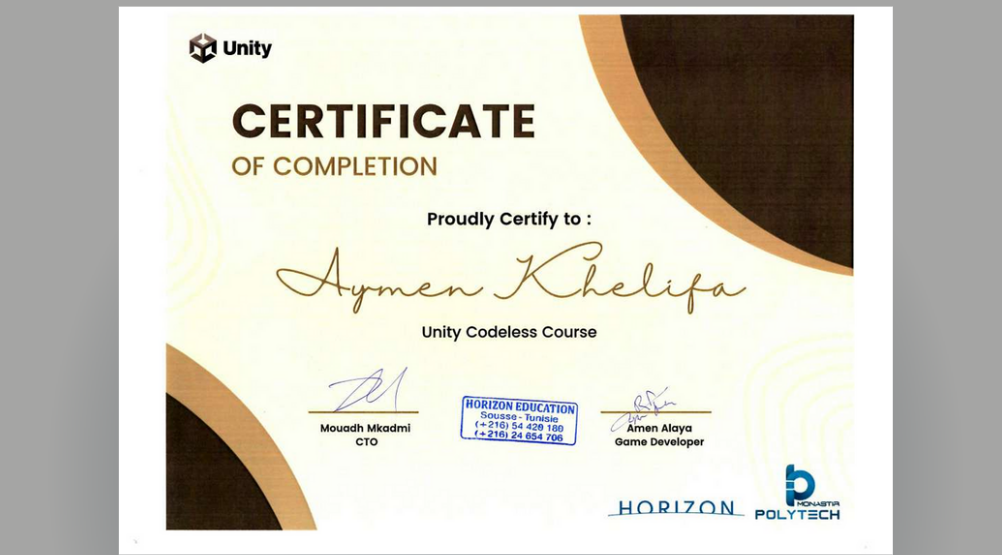 Unity
CERTIFICATE
OF COMPLETION
Proudly Certify to :
Aymen Khelifa
Unity Codeless Course
Mouadh Mkadmi
CTO
HORIZON EDUCATION
Sousse - Tunisie
(+216) 54 420 180
(+216) 24 654 706
Amen Alaya
Game Developer
HORIZON
MONASTIR
POLYTECH